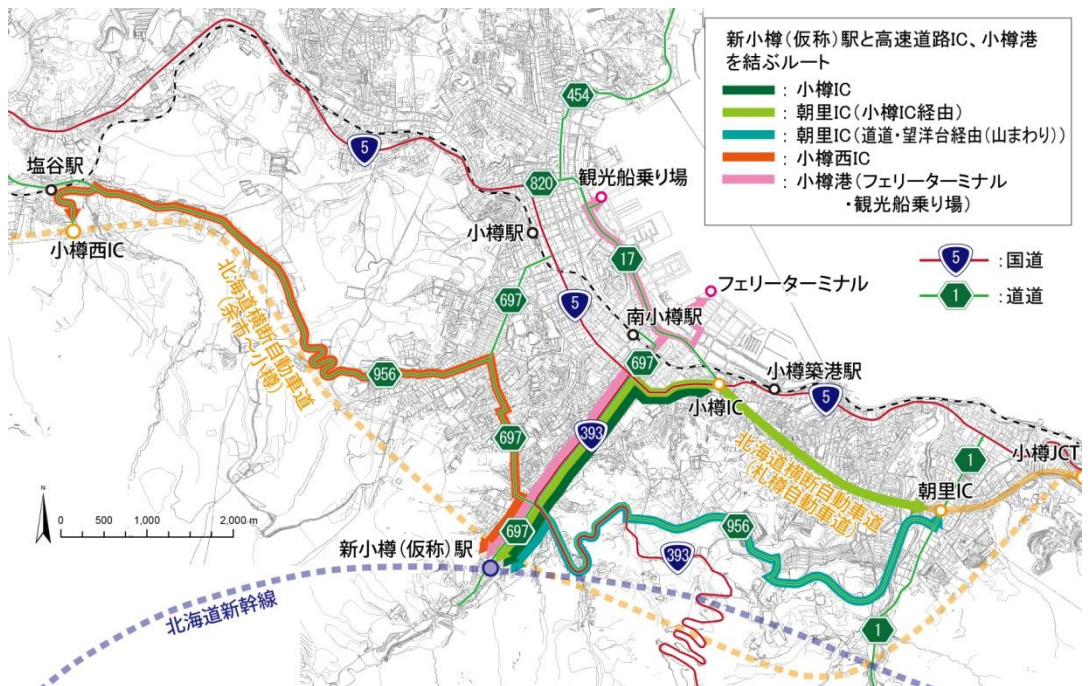 新小樽(仮称)駅と高速道路IC、小樽港
を結ぶルート
: 小樽IC
: 朝里IC(小樽IC経由)
: 朝里IC(道道・望洋台経由(山まわり))
: 小樽西IC
: 小樽港(フェリーターミナル
・観光船乗り場)
5 :国道
1 :道道
454
5
塩谷駅
820
観光船乗り場
小樽駅
小樽西IC
17
北海道横断自動車道
(余市~小樽)
697
5
フェリーターミナル
南小樽駅
697
956
小樽築港駅
小樽IC
5
697
393
北海道横断自動車道
(札樽自動車道)
1
小樽JCT
朝里IC
N
0 500 1,000 2,000 m
697
956
新小樽(仮称)駅
393
北海道新幹線
1